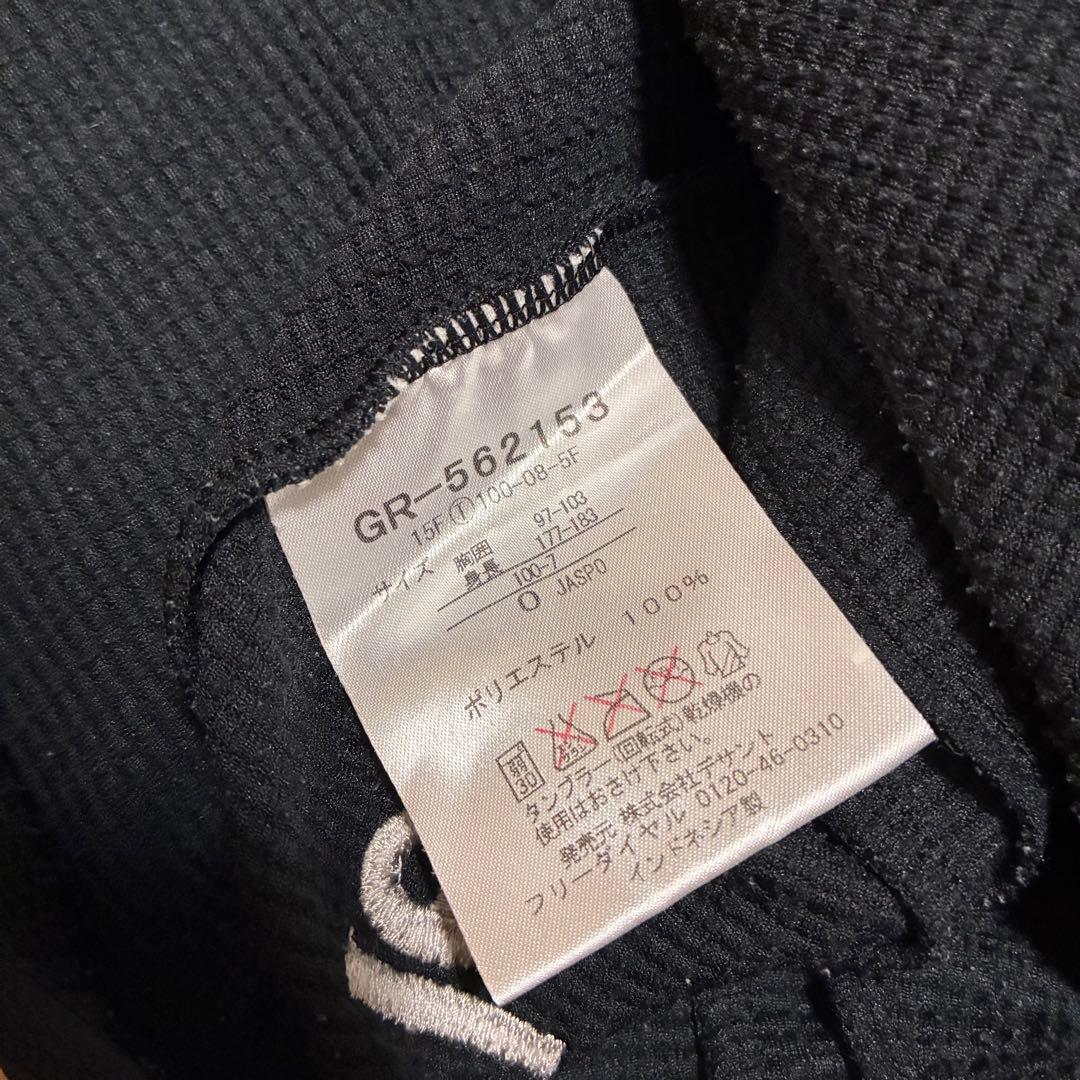 GR-562153
15F Ⓣ 100-08-5F
サイズ 胸囲 97-103
身長 177-183
100-7
O JASPO
ポリエステル 100%
弱
30
タンブラー(回転式)乾燥機の
使用はおさけ下さい。
発売元 株式会社デサント
フリーダイヤル 0120-46-0310
インドネシア製